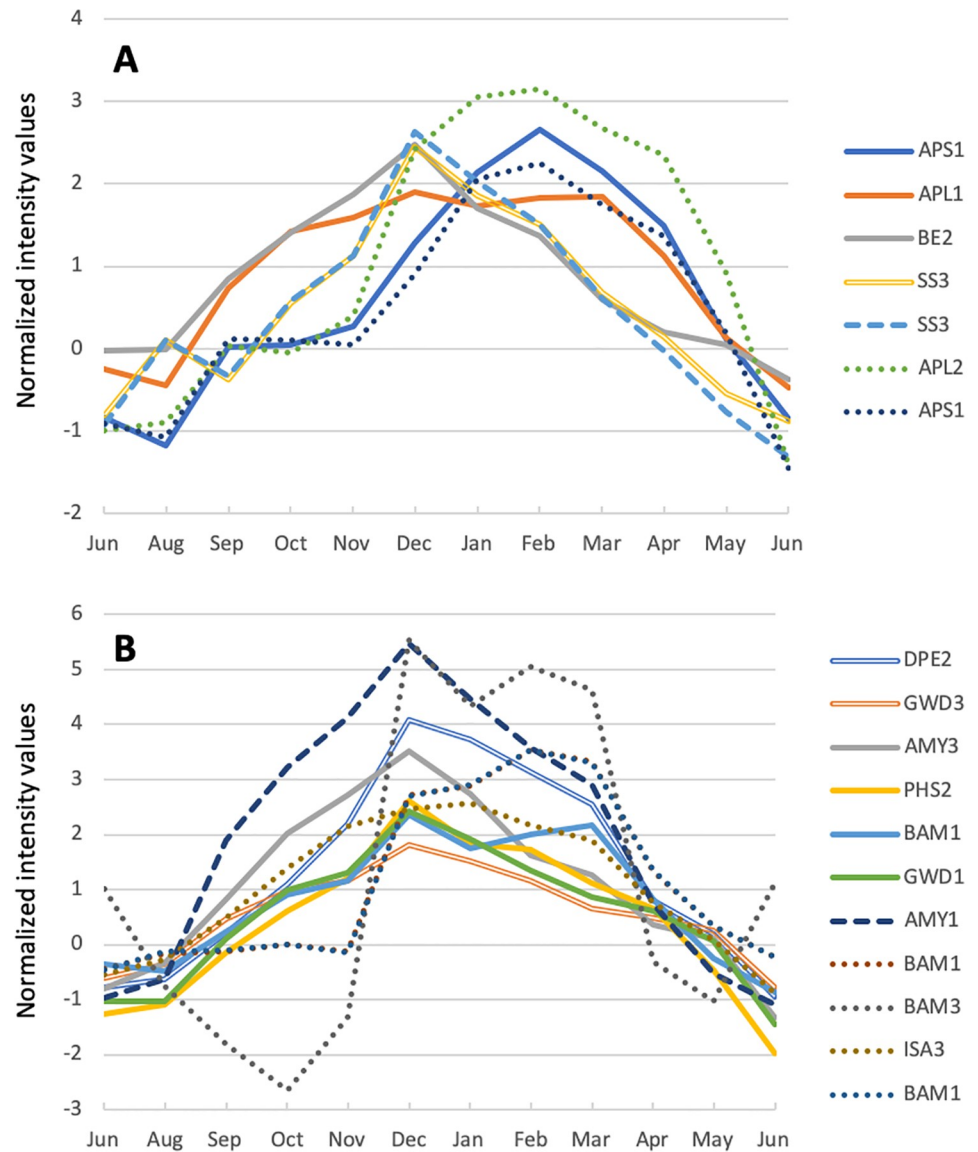 4
A
3
2
1
0
-1
-2
Normalized intensity values
Jun Aug Sep Oct Nov Dec Jan Feb Mar Apr May Jun
APS1
APL1
BE2
SS3
SS3
APL2
APS1
6
B
5
4
3
2
1
0
-1
-2
-3
Normalized intensity values
Jun Aug Sep Oct Nov Dec Jan Feb Mar Apr May Jun
DPE2
GWD3
AMY3
PHS2
BAM1
GWD1
AMY1
BAM1
BAM3
ISA3
BAM1